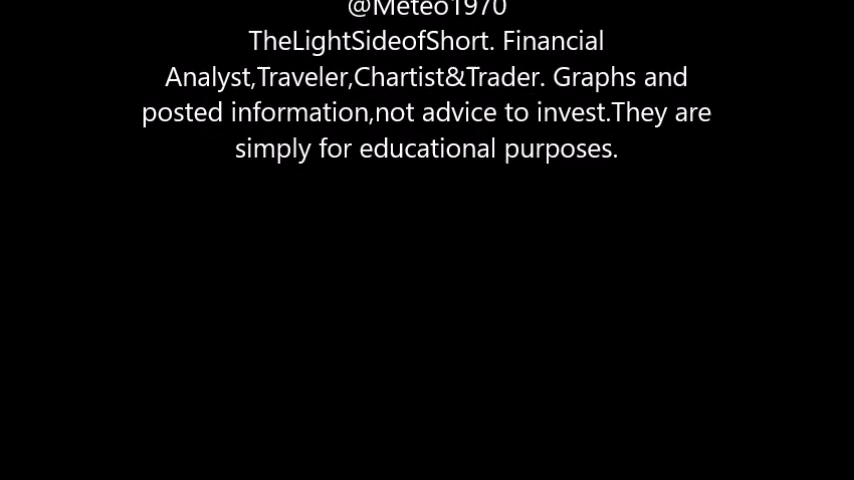 @Meteo1970
TheLightSideofShort. Financial
Analyst,Traveler,Chartist&Trader. Graphs and
posted information,not advice to invest.They are
simply for educational purposes.